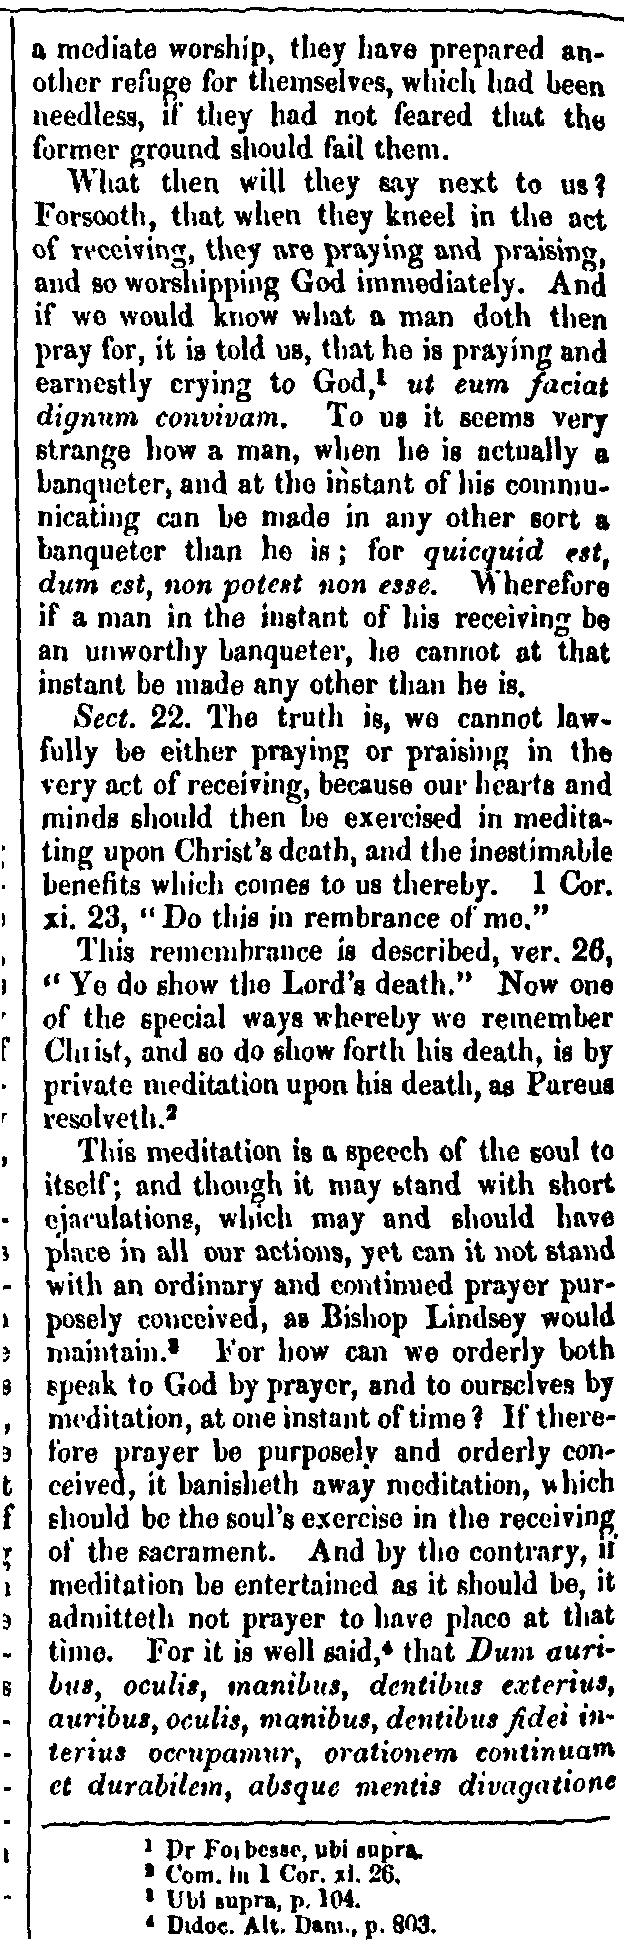 a mediate worship, they have prepared an-
other refuge for themselves, which had been
needless, if they had not feared that the
former ground should fail them.
What then will they say next to us?
Forsooth, that when they kneel in the act
of receiving, they are praying and praising,
and so worshipping God immediately. And
if we would know what a man doth then
pray for, it is told us, that he is praying and
earnestly crying to God,¹ ut eum faciat
dignum convivam. To us it seems very
strange how a man, when he is actually a
banqueter, and at the instant of his commu-
nicating can be made in any other sort a
banqueter than he is; for quicquid est,
dum est, non potest non esse. Wherefore
if a man in the instant of his receiving be
an unworthy banqueter, he cannot at that
instant be made any other than he is.
Sect. 22. The truth is, we cannot law-
fully be either praying or praising in the
very act of receiving, because our hearts and
minds should then be exercised in medita-
ting upon Christ's death, and the inestimable
benefits which comes to us thereby. 1 Cor.
xi. 23, "Do this in rembrance of me."
This remembrance is described, ver. 26,
"Ye do show the Lord's death." Now one
of the special ways whereby we remember
Christ, and so do show forth his death, is by
private meditation upon his death, as Pareus
resolveth.²
This meditation is a speech of the soul to
itself; and though it may stand with short
ejaculations, which may and should have
place in all our actions, yet can it not stand
with an ordinary and continued prayer pur-
posely conceived, as Bishop Lindsey would
maintain.³ For how can we orderly both
speak to God by prayer, and to ourselves by
meditation, at one instant of time? If there-
fore prayer be purposely and orderly con-
ceived, it banisheth away meditation, which
should be the soul's exercise in the receiving
of the sacrament. And by the contrary, if
meditation be entertained as it should be, it
admitteth not prayer to have place at that
time. For it is well said,⁴ that Dum auri-
bus, oculis, manibus, dentibus exterius,
auribus, oculis, manibus, dentibus fidei in-
terius occupamur, orationem continuam
et durabilem, absque mentis divagatione
¹ Dr Forbesse, ubi supra.
² Com. in 1 Cor. xi. 26.
³ Ubi supra, p. 104.
⁴ Didoc. Alt. Dam., p. 803.